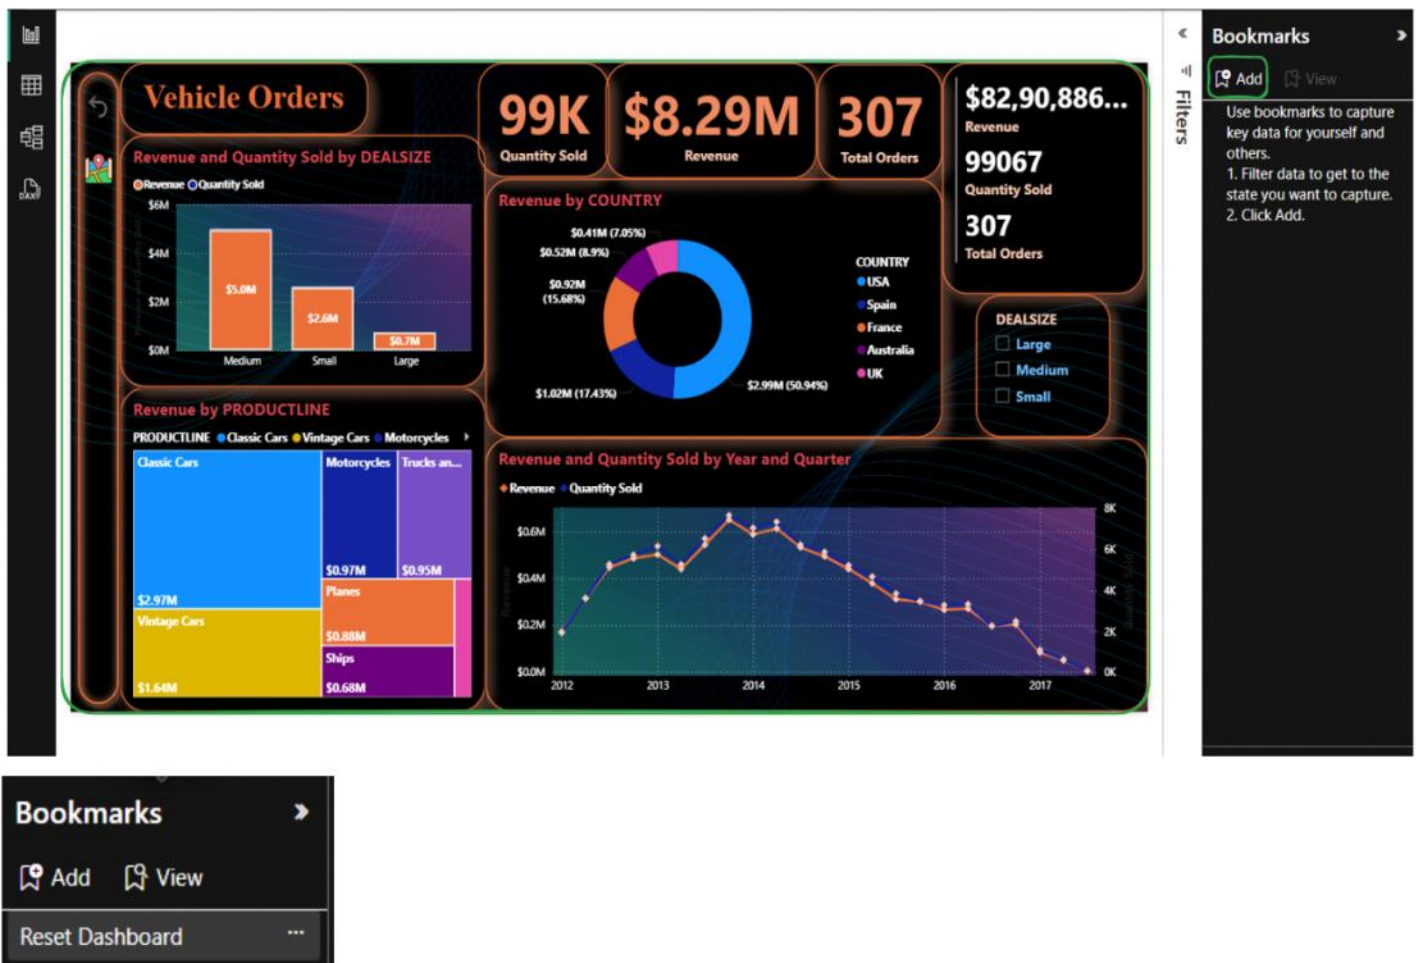 Bookmarks
Add View
Use bookmarks to capture
key data for yourself and
others.
1. Filter data to get to the
state you want to capture.
2. Click Add.
Filters
DAX
Vehicle Orders
99K
Quantity Sold
$8.29M
Revenue
307
Total Orders
$82,90,886...
Revenue
99067
Quantity Sold
307
Total Orders
Revenue and Quantity Sold by DEALSIZE
Revenue Quantity Sold
$6M
$4M
$2M
$0M
$5.0M
$2.6M
$0.7M
Medium Small Large
Revenue by COUNTRY
$0.41M (7.05%)
$0.52M (8.9%)
$0.92M
(15.68%)
$1.02M (17.43%)
$2.99M (50.94%)
COUNTRY
USA
Spain
France
Australia
UK
DEALSIZE
Large
Medium
Small
Revenue by PRODUCTLINE
PRODUCTLINE Classic Cars Vintage Cars Motorcycles
Classic Cars
$2.97M
Vintage Cars
$1.64M
Motorcycles
$0.97M
Trucks an...
$0.95M
Planes
$0.88M
Ships
$0.68M
Revenue and Quantity Sold by Year and Quarter
Revenue Quantity Sold
$0.6M
$0.4M
$0.2M
$0.0M
Revenue
8K
6K
4K
2K
0K
Quantity Sold
2012 2013 2014 2015 2016 2017
Bookmarks
Add View
Reset Dashboard